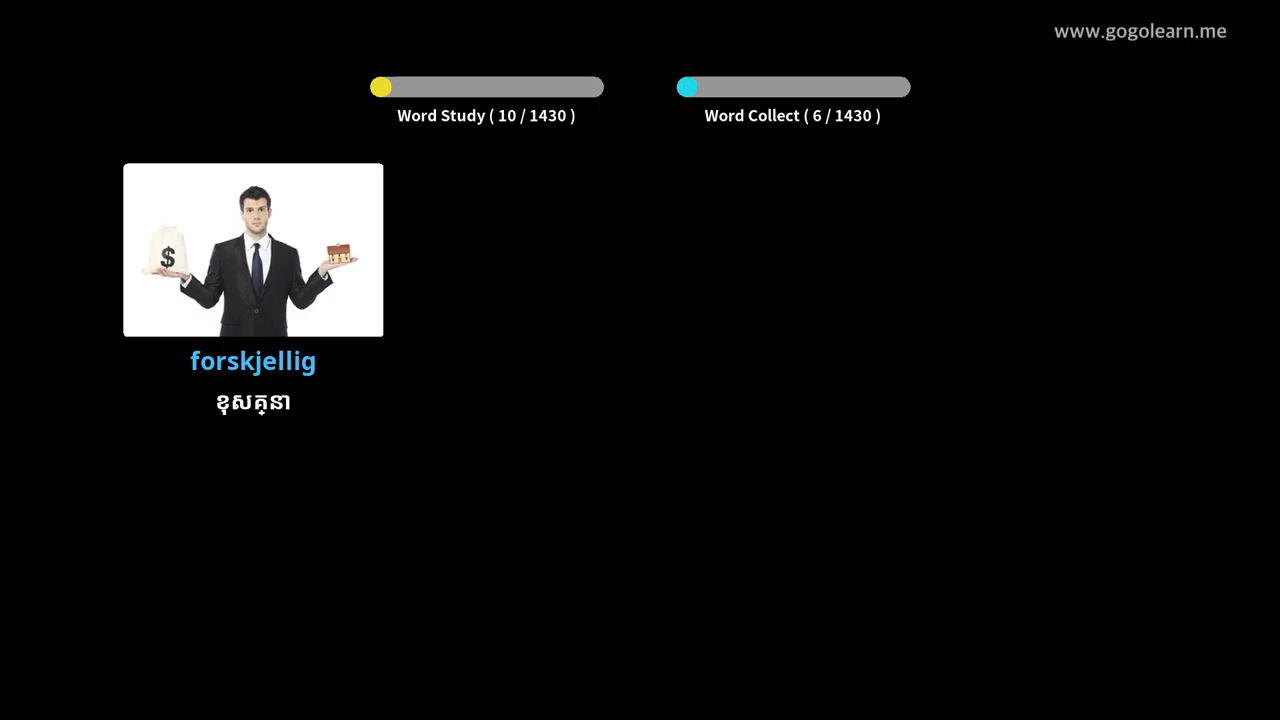 www.gogolearn.me
Word Study ( 10 / 1430 )
Word Collect ( 6 / 1430 )
$
forskjellig
ខុសគ្នា